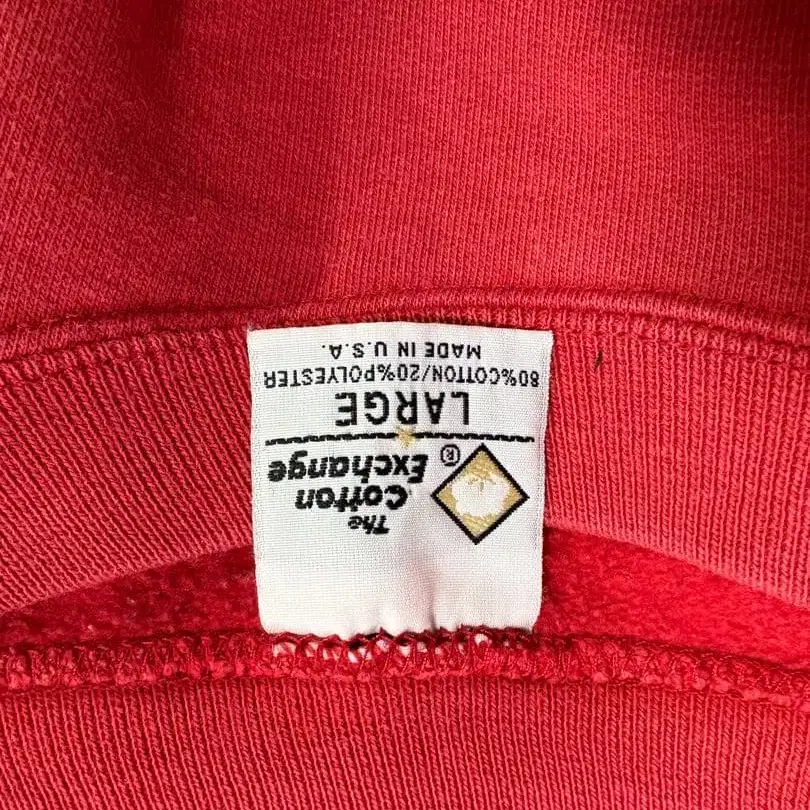 The
Cotton
Exchange ®
LARGE
80%COTTON/20%POLYESTER
MADE IN U.S.A.